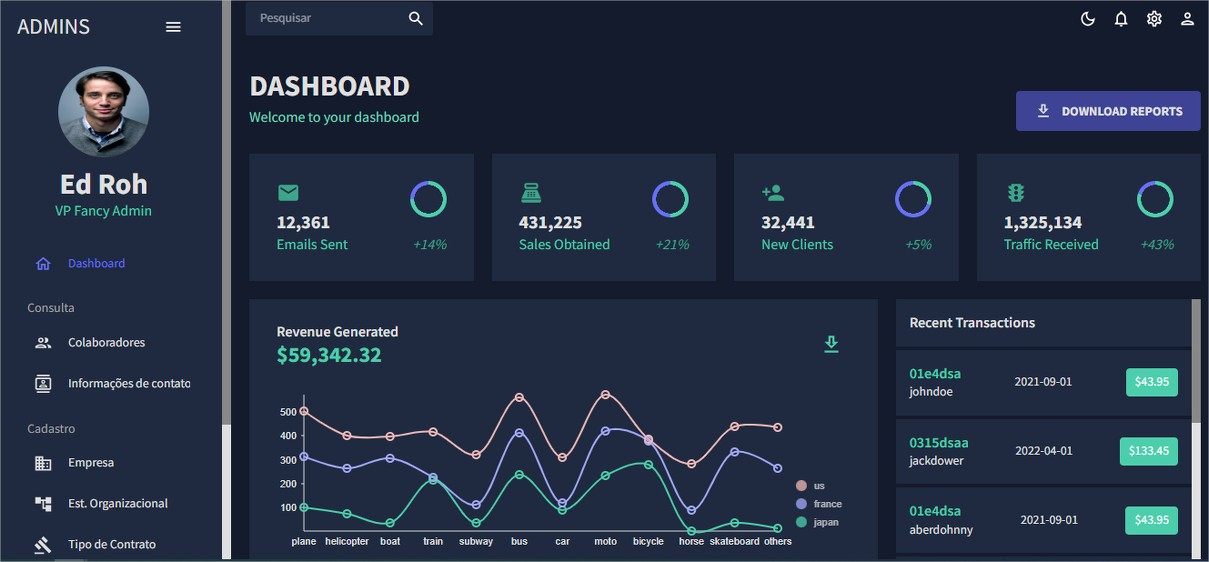 ADMINS
Ed Roh
VP Fancy Admin
Dashboard
Consulta
Colaboradores
Informações de contato
Cadastro
Empresa
Est. Organizacional
Tipo de Contrato
Pesquisar
DASHBOARD
Welcome to your dashboard
DOWNLOAD REPORTS
12,361
Emails Sent +14%
431,225
Sales Obtained +21%
32,441
New Clients +5%
1,325,134
Traffic Received +43%
Revenue Generated
$59,342.32
500
400
300
200
100
plane helicopter boat train subway bus car moto bicycle horse skateboard others
us
france
japan
Recent Transactions
01e4dsa
johndoe
2021-09-01
$43.95
0315dsaa
jackdower
2022-04-01
$133.45
01e4dsa
aberdohnny
2021-09-01
$43.95